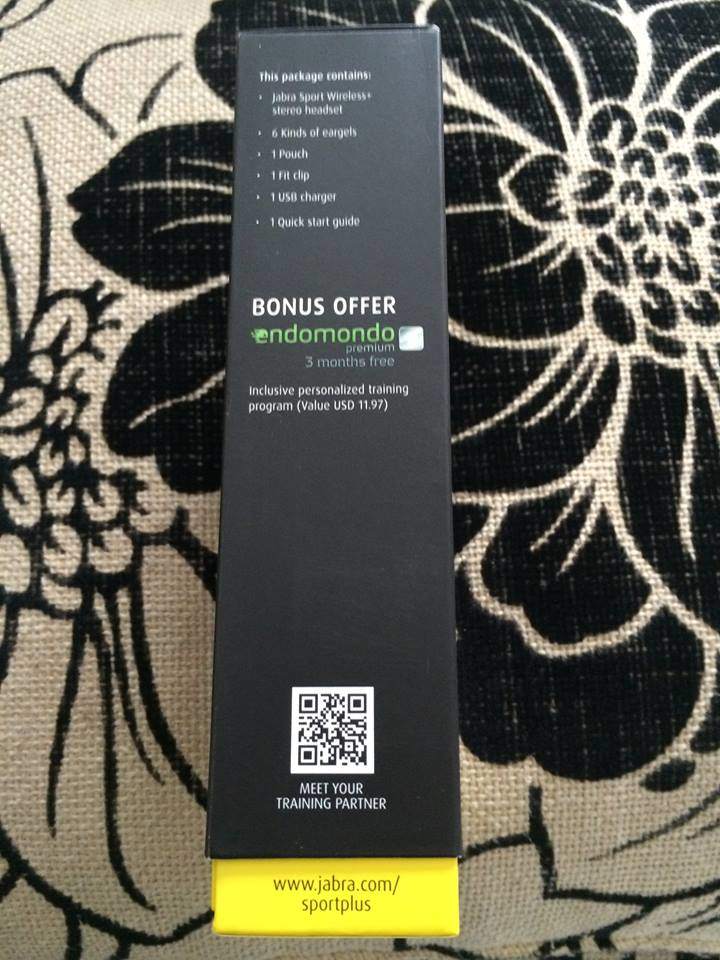 This package contains:
• Jabra Sport Wireless+
stereo headset
• 6 Kinds of eargels
• 1 Pouch
• 1 Fit clip
• 1 USB charger
• 1 Quick start guide
BONUS OFFER
endomondo
premium
3 months free
Inclusive personalized training
program (Value USD 11.97)
MEET YOUR
TRAINING PARTNER
www.jabra.com/
sportplus